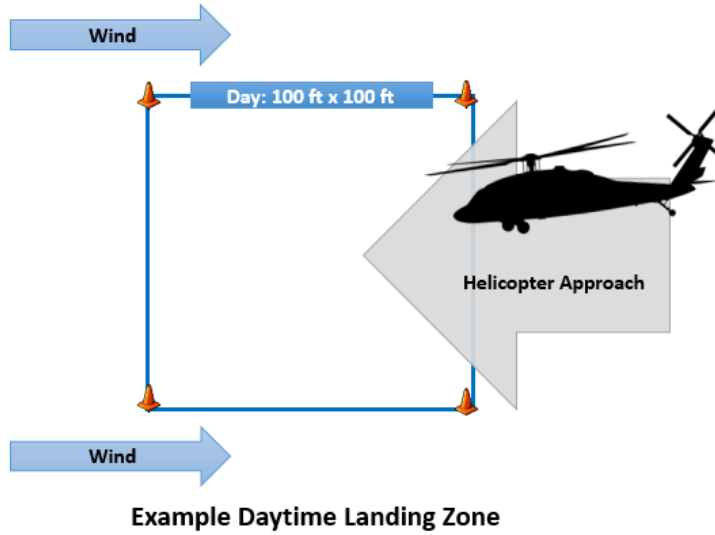 Wind
Day: 100 ft x 100 ft
Helicopter Approach
Wind
Example Daytime Landing Zone